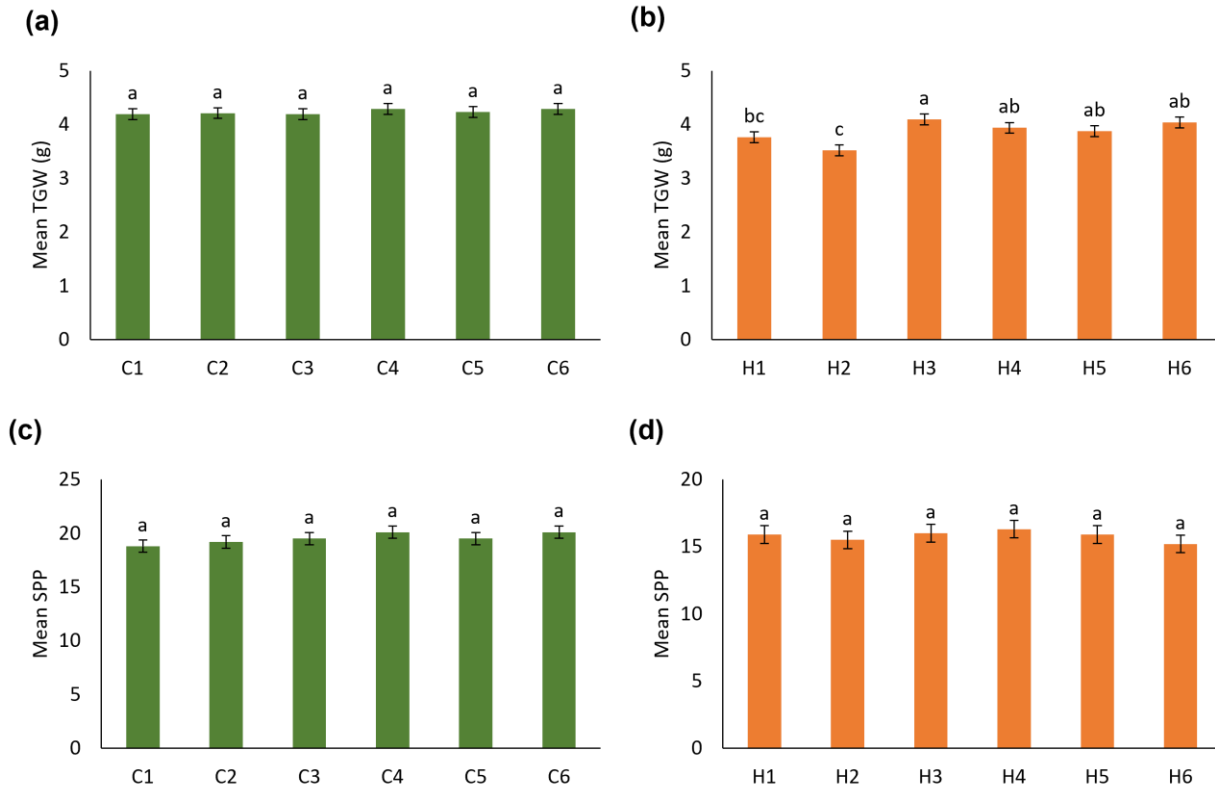 (a)
Mean TGW (g)
5
4
3
2
1
0
a a a a a a
C1 C2 C3 C4 C5 C6
(b)
Mean TGW (g)
5
4
3
2
1
0
bc c a ab ab ab
H1 H2 H3 H4 H5 H6
(c)
Mean SPP
25
20
15
10
5
0
a a a a a a
C1 C2 C3 C4 C5 C6
(d)
Mean SPP
20
15
10
5
0
a a a a a a
H1 H2 H3 H4 H5 H6